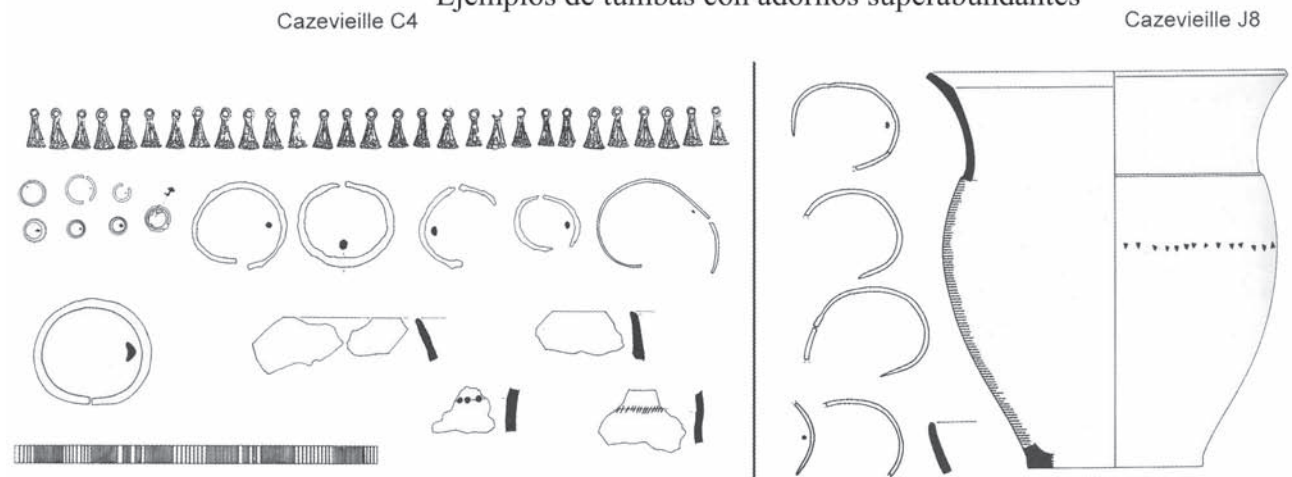 Ejemplos de tumbas con adornos superabundantes
Cazevieille C4
Cazevieille J8